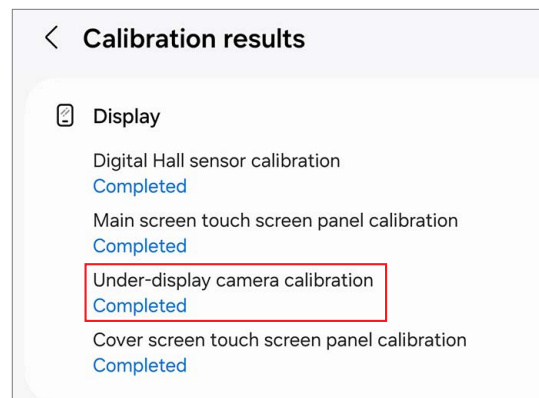 Calibration results
Display
Digital Hall sensor calibration
Completed
Main screen touch screen panel calibration
Completed
Under-display camera calibration
Completed
Cover screen touch screen panel calibration
Completed